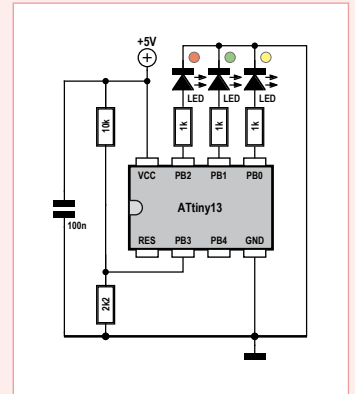 +5V
LED LED LED
10k 1k 1k 1k
VCC PB2 PB1 PB0
ATtiny13
100n
RES PB3 PB4 GND
2k2